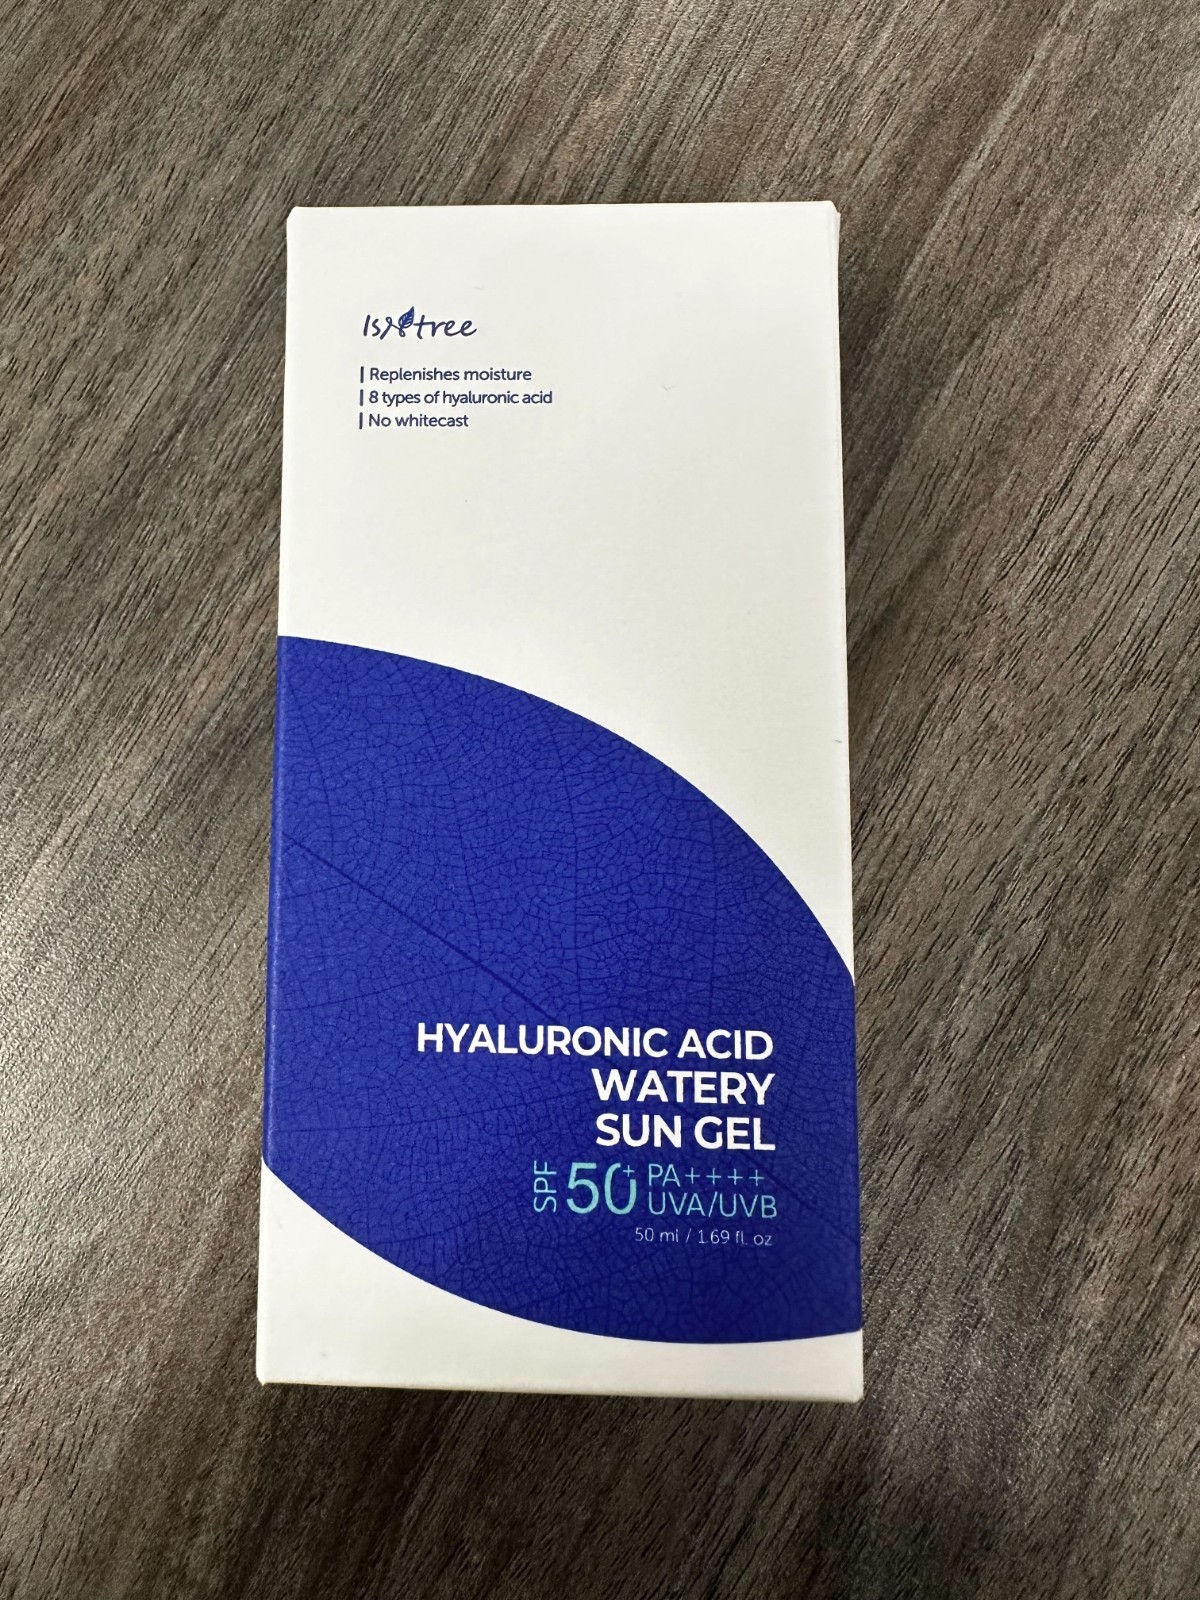 Isntree
Replenishes moisture
8 types of hyaluronic acid
No whitecast
HYALURONIC ACID
WATERY
SUN GEL
SPF 50+ PA++++
UVA/UVB
50 ml / 1.69 fl. oz